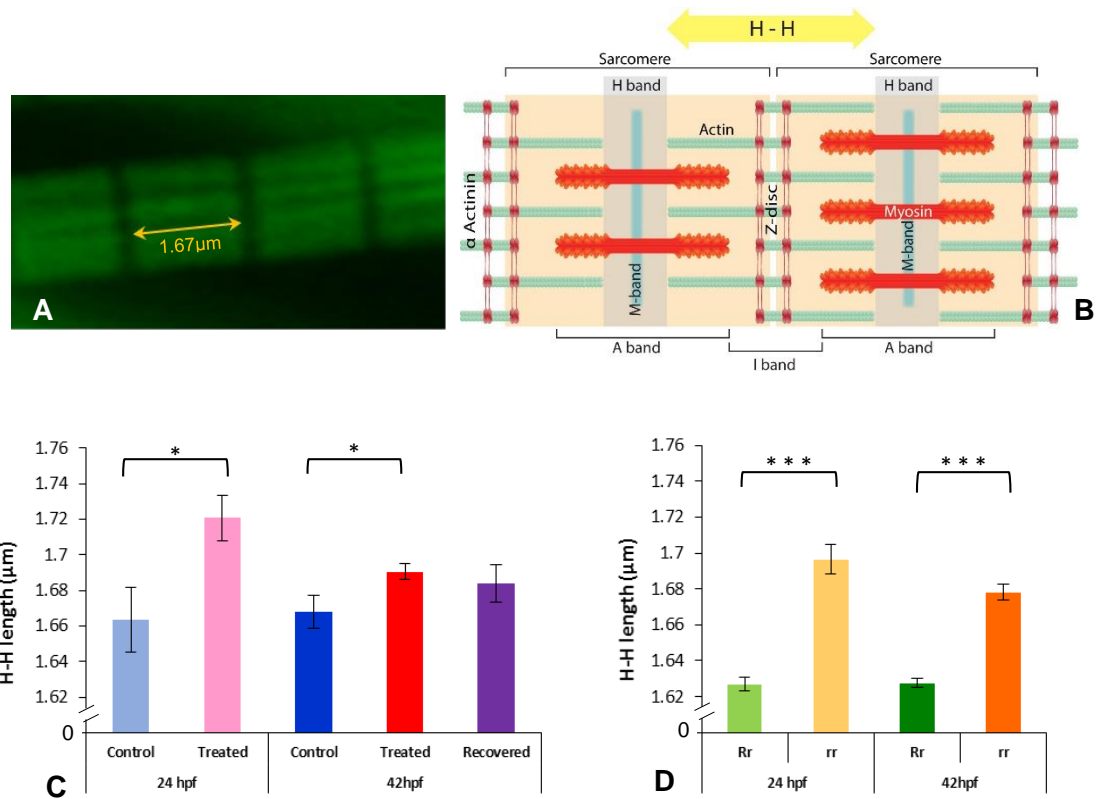 H - H
Sarcomere Sarcomere
H band H band
Actin
α Actinin
Z-disc
Myosin
M-band
M-band
1.67µm
A
B
A band A band
I band
H-H length (µm)
1.76
1.74
1.72
1.7
1.68
1.66
1.64
1.62
0
* *
Control Treated Control Treated Recovered
24 hpf 42hpf
C
H-H length (µm)
1.76
1.74
1.72
1.7
1.68
1.66
1.64
1.62
0
* * * * * *
Rr rr Rr rr
24 hpf 42hpf
D